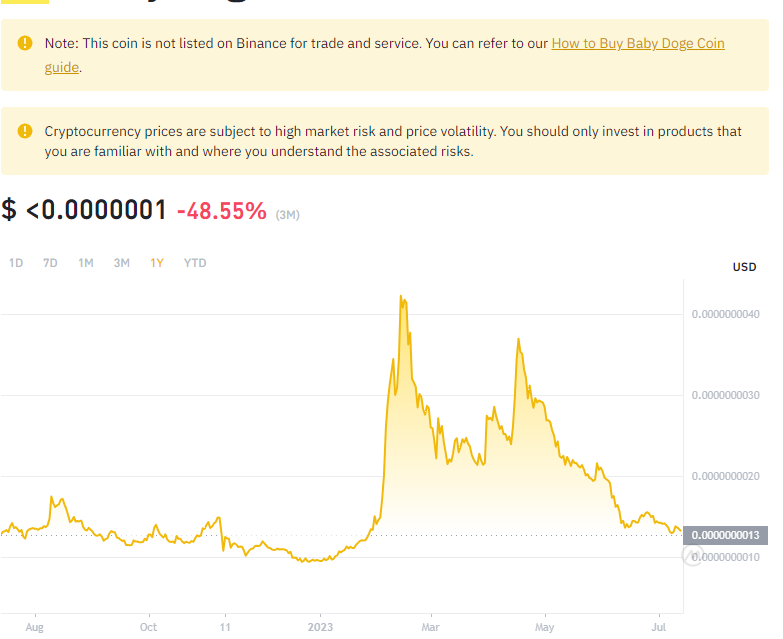 Note: This coin is not listed on Binance for trade and service. You can refer to our How to Buy Baby Doge Coin
guide.
Cryptocurrency prices are subject to high market risk and price volatility. You should only invest in products that
you are familiar with and where you understand the associated risks.
$ <0.0000001 -48.55% (3M)
1D 7D 1M 3M 1Y YTD
USD
0.0000000040
0.0000000030
0.0000000020
0.0000000013
0.0000000010
Aug Oct 11 2023 Mar May Jul